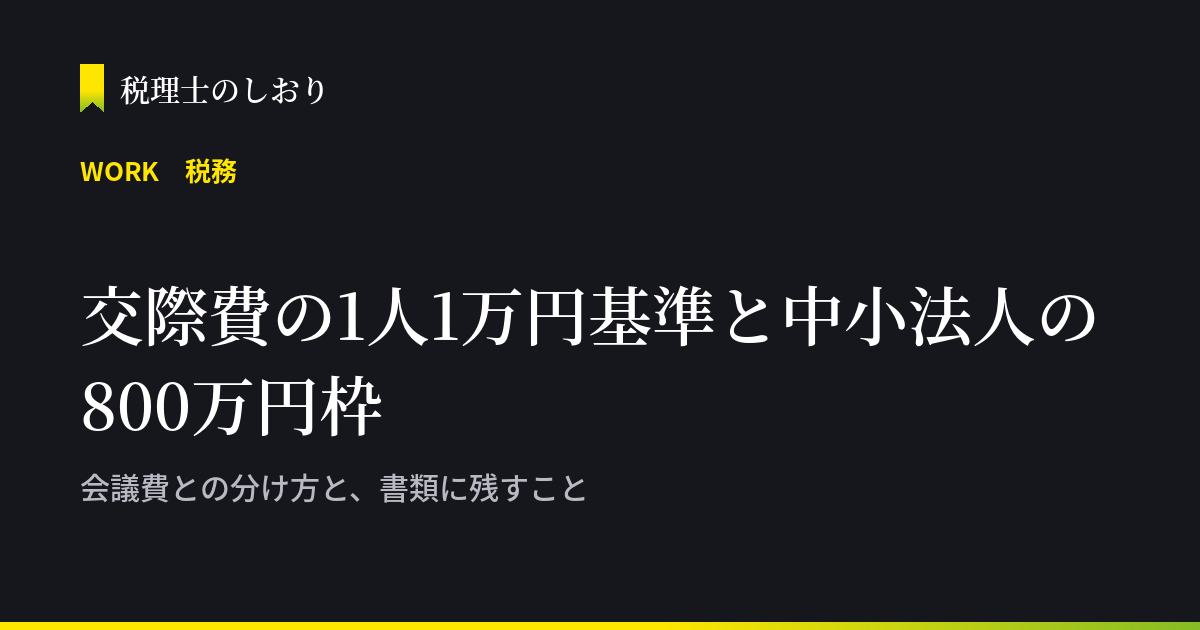 税理士のしおり
WORK 税務
交際費の1人1万円基準と中小法人の
800万円枠
会議費との分け方と、書類に残すこと